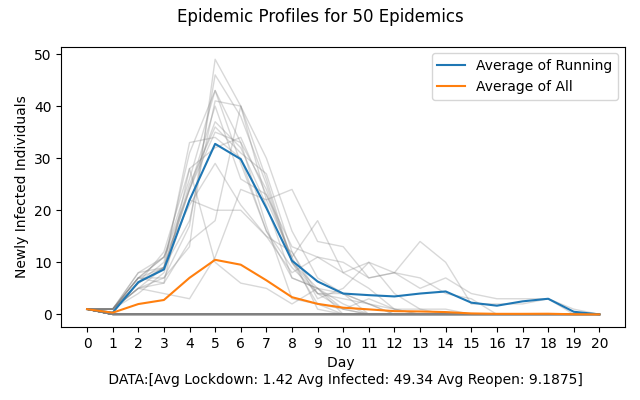 Epidemic Profiles for 50 Epidemics
Newly Infected Individuals
50
40
30
20
10
0
Average of Running
Average of All
0 1 2 3 4 5 6 7 8 9 10 11 12 13 14 15 16 17 18 19 20
Day
DATA:[Avg Lockdown: 1.42 Avg Infected: 49.34 Avg Reopen: 9.1875]